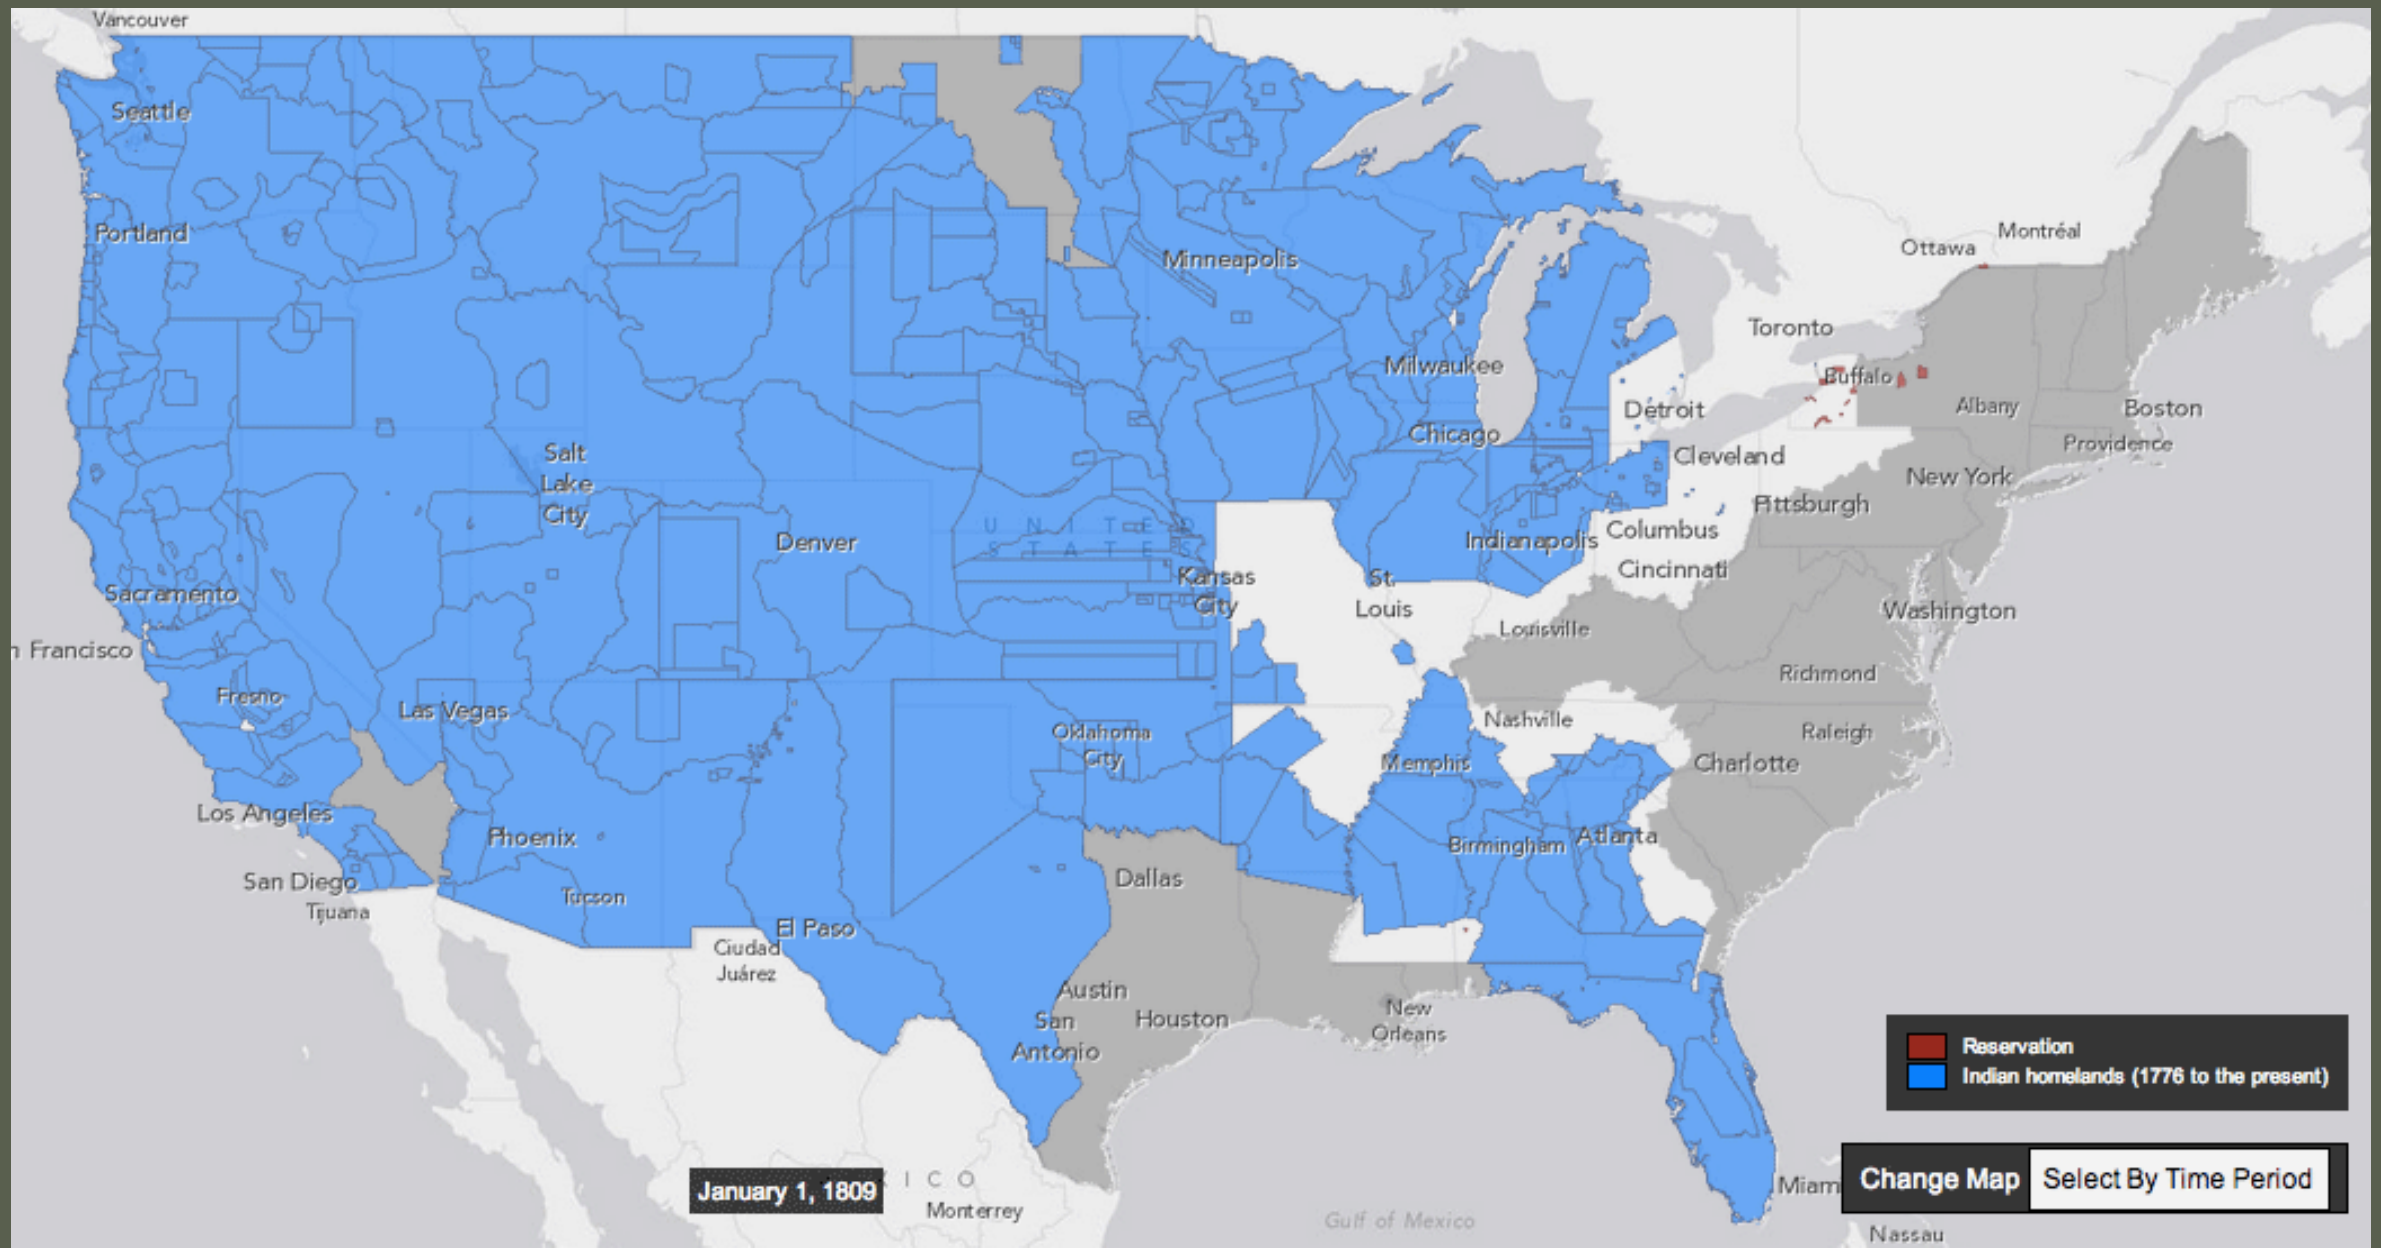 Vancouver
Seattle
Portland
Minneapolis
Ottawa
Montréal
Toronto
Milwaukee
Buffalo
Detroit
Albany
Boston
Chicago
Providence
Salt
Lake
City
Cleveland
New York
Pittsburgh
UNITED
STATES
Denver
Indianapolis
Columbus
Cincinnati
Kansas
City
St.
Louis
Sacramento
Washington
Louisville
n Francisco
Richmond
Fresno
Las Vegas
Nashville
Raleigh
Oklahoma
City
Memphis
Charlotte
Los Angeles
Phoenix
Birmingham
Atlanta
San Diego
Dallas
Tijuana
Tucson
El Paso
Ciudad
Juárez
Austin
San
Antonio
Houston
New
Orleans
Reservation
Indian homelands (1776 to the present)
Miam
Change Map
Select By Time Period
January 1, 1809
ICO
Monterrey
Gulf of Mexico
Nassau